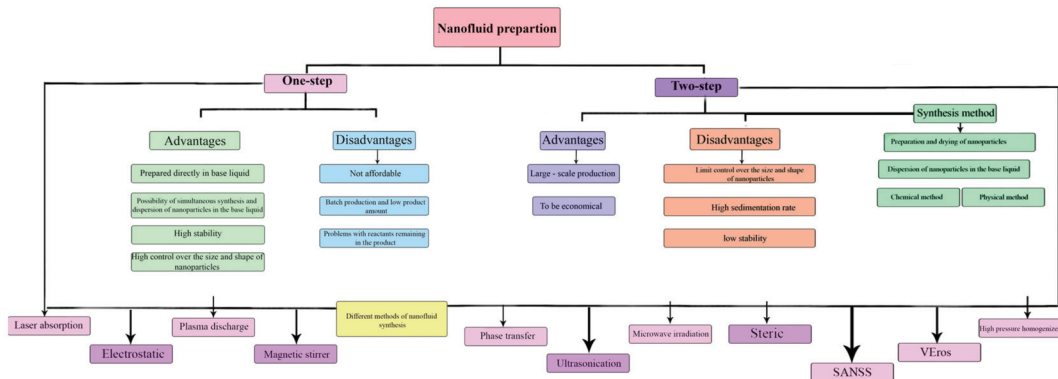 Nanofluid prepartion
One-step
Two-step
Synthesis method
Advantages
Disadvantages
Advantages
Disadvantages
Preparation and drying of nanoparticles
Prepared directly in base liquid
Not affordable
Large - scale production
Limit control over the size and shape
of nanoparticles
Dispersion of nanoparticles in the base liquid
Possibility of simultaneous synthesis and
dispersion of nanoparticles in the base liquid
Batch production and low product
amount
To be economical
High sedimentation rate
Chemical method
Physical method
High stability
Problems with reactants remaining
in the product
low stability
High control over the size and shape of
nanoparticles
Laser absorption
Plasma discharge
Different methods of nanofluid
synthesis
Phase transfer
Microwave irradiation
Steric
High pressure homogenizer
Electrostatic
Magnetic stirrer
Ultrasonication
SANSS
VEros